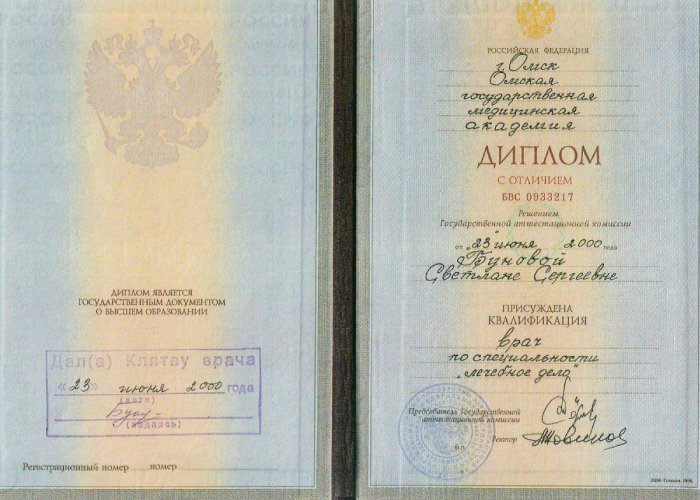 ДИПЛОМ ЯВЛЯЕТСЯ
ГОСУДАРСТВЕННЫМ ДОКУМЕНТОМ
О ВЫСШЕМ ОБРАЗОВАНИИ
Дал(а) Клятву врача
«23» июня 2000 года
(дата)
(подпись)
Регистрационный номер номер
РОССИЙСКАЯ ФЕДЕРАЦИЯ
г. Омск
Омская
государственная
медицинская
академия
ДИПЛОМ
С ОТЛИЧИЕМ
БВС 0933217
Решением
Государственной аттестационной комиссии
от „23" июня 2000 года
Буновой
Светлане Сергеевне
ПРИСУЖДЕНА
КВАЛИФИКАЦИЯ
врач
по специальности
„лечебное дело"
Председатель Государственной
аттестационной комиссии
Ректор
М.П.